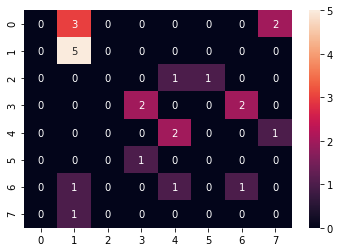 0 0 3 0 0 0 0 0 2
1 0 5 0 0 0 0 0 0
2 0 0 0 0 1 1 0 0
3 0 0 0 2 0 0 2 0
4 0 0 0 0 2 0 0 1
5 0 0 0 1 0 0 0 0
6 0 1 0 0 1 0 1 0
7 0 1 0 0 0 0 0 0
0 1 2 3 4 5 6 7
5
4
3
2
1
0